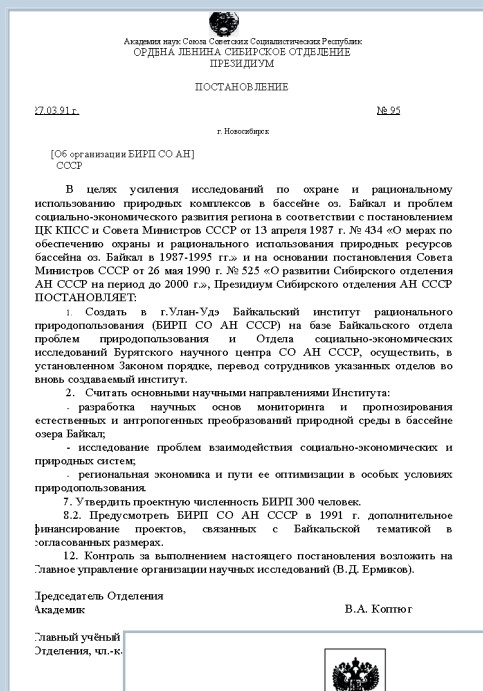 Академия наук Союза Советских Социалистических Республик
ОРДЕНА ЛЕНИНА СИБИРСКОЕ ОТДЕЛЕНИЕ
ПРЕЗИДИУМ
ПОСТАНОВЛЕНИЕ
27.03.91 г. № 95
г. Новосибирск
[Об организации БИРП СО АН]
СССР
В целях усиления исследований по охране и рациональному
использованию природных комплексов в бассейне оз. Байкал и проблем
социально-экономического развития региона в соответствии с постановлением
ЦК КПСС и Совета Министров СССР от 13 апреля 1987 г. № 434 «О мерах по
обеспечению охраны и рационального использования природных ресурсов
бассейна оз. Байкал в 1987-1995 гг.» и на основании постановления Совета
Министров СССР от 26 мая 1990 г. № 525 «О развитии Сибирского отделения
АН СССР на период до 2000 г.», Президиум Сибирского отделения АН СССР
ПОСТАНОВЛЯЕТ:
1. Создать в г.Улан-Удэ Байкальский институт рационального
природопользования (БИРП СО АН СССР) на базе Байкальского отдела
проблем природопользования и Отдела социально-экономических
исследований Бурятского научного центра СО АН СССР, осуществить, в
установленном Законом порядке, перевод сотрудников указанных отделов во
вновь создаваемый институт.
2. Считать основными научными направлениями Института:
- разработка научных основ мониторинга и прогнозирования
естественных и антропогенных преобразований природной среды в бассейне
озера Байкал;
- исследование проблем взаимодействия социально-экономических и
природных систем;
- региональная экономика и пути ее оптимизации в особых условиях
природопользования.
7. Утвердить проектную численность БИРП 300 человек.
8.2. Предусмотреть БИРП СО АН СССР в 1991 г. дополнительное
финансирование проектов, связанных с Байкальской тематикой в
согласованных размерах.
12. Контроль за выполнением настоящего постановления возложить на
Главное управление организации научных исследований (В.Д. Ермиков).
Председатель Отделения
Академик В.А. Коптюг
Главный учёный
Отделения, чл.-к